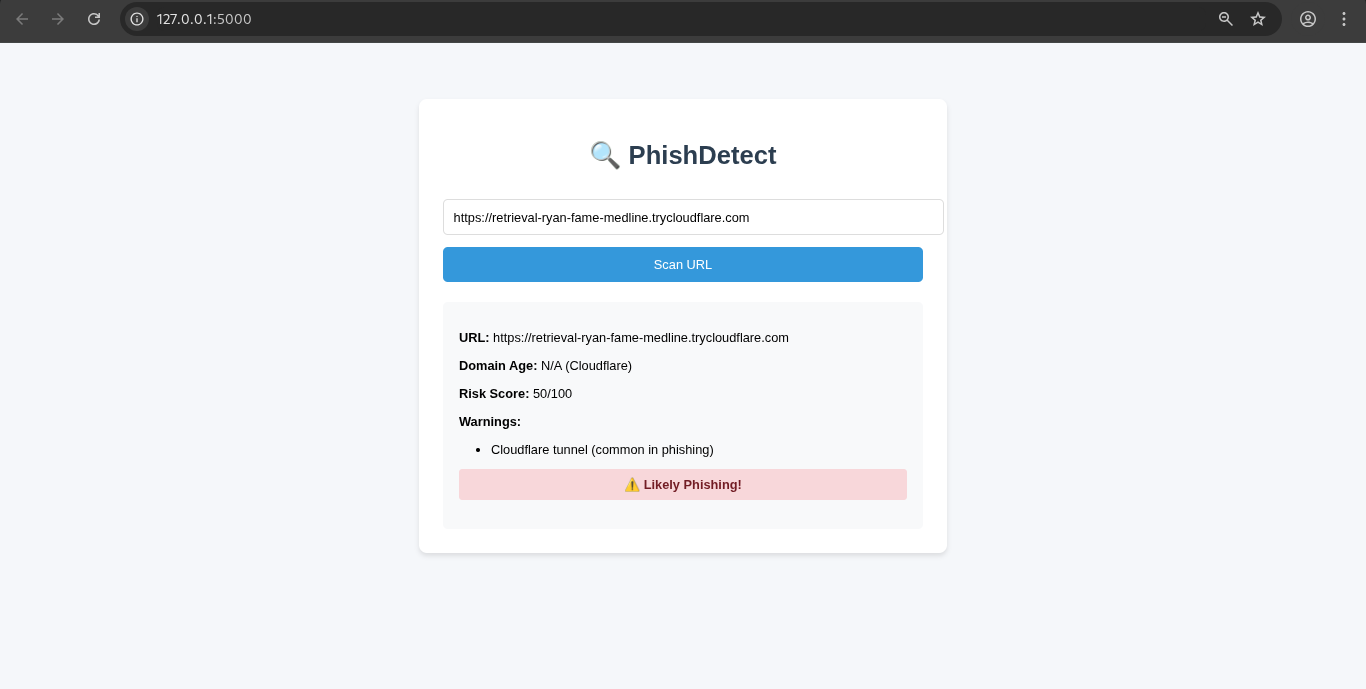 127.0.0.1:5000
🔍 PhishDetect
https://retrieval-ryan-fame-medline.trycloudflare.com
Scan URL
URL: https://retrieval-ryan-fame-medline.trycloudflare.com
Domain Age: N/A (Cloudflare)
Risk Score: 50/100
Warnings:
• Cloudflare tunnel (common in phishing)
⚠️ Likely Phishing!